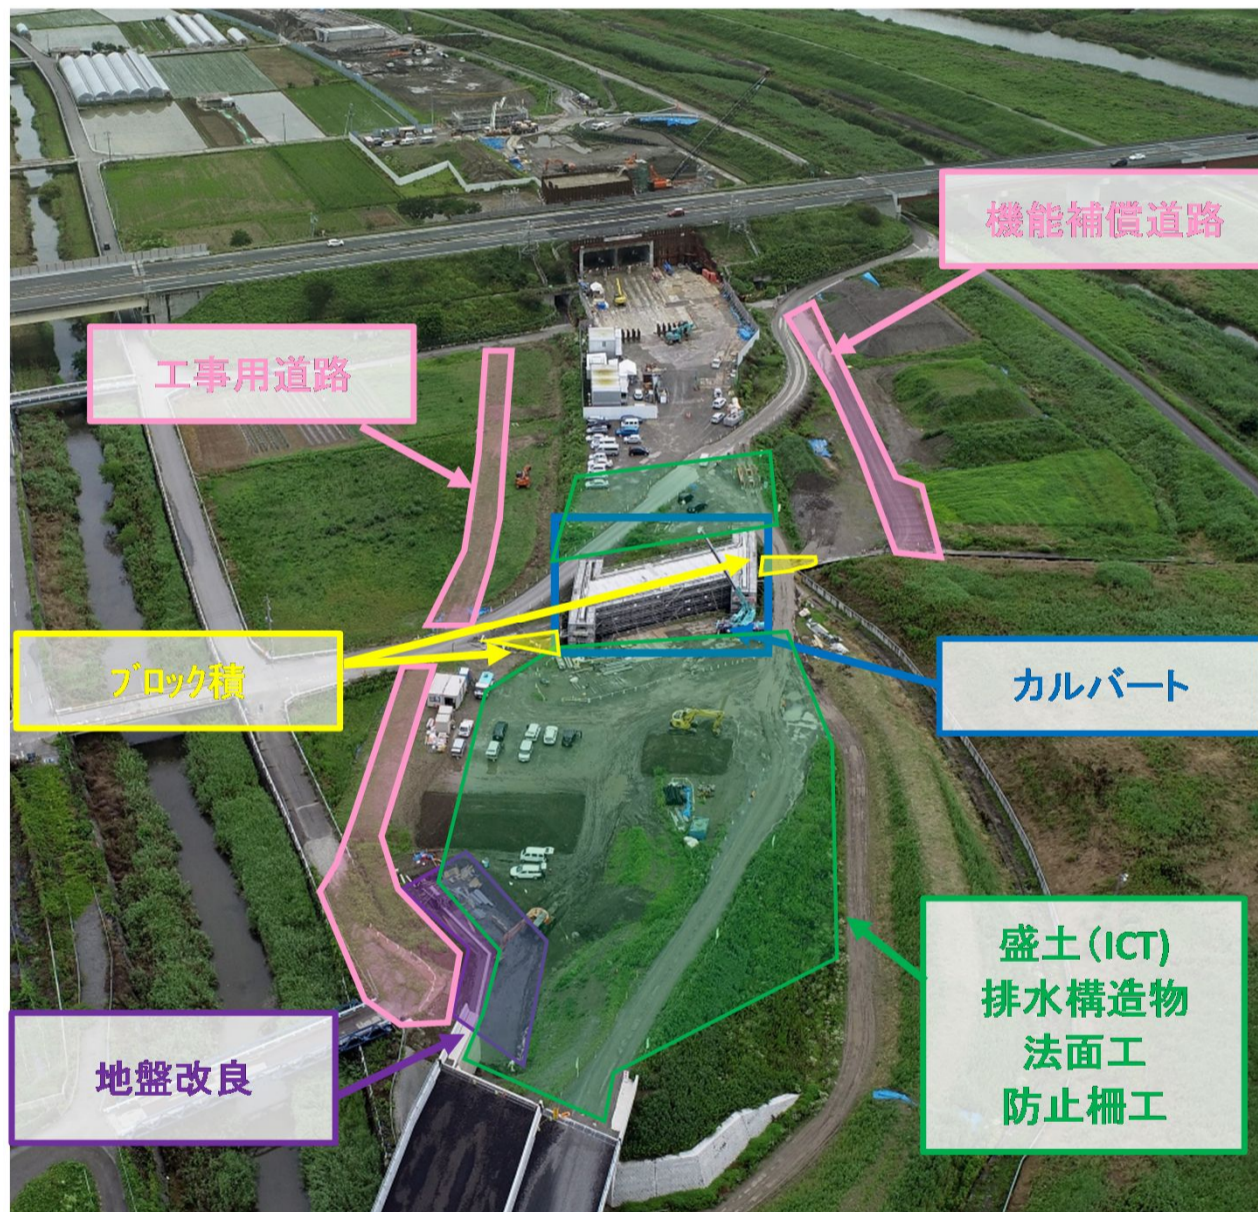 機能補償道路
工事用道路
ブロック積
カルバート
盛土(ICT)
排水構造物
法面工
防止柵工
地盤改良